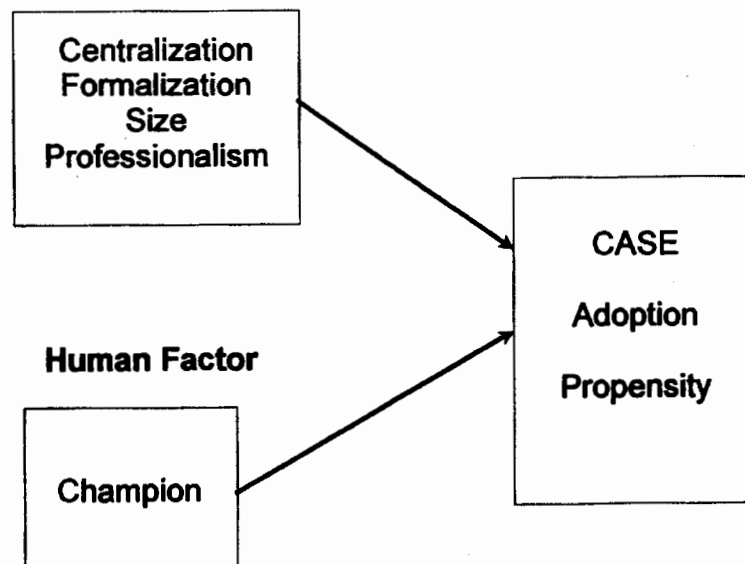 Centralization
Formalization
Size
Professionalism
CASE
Adoption
Propensity
Human Factor
Champion